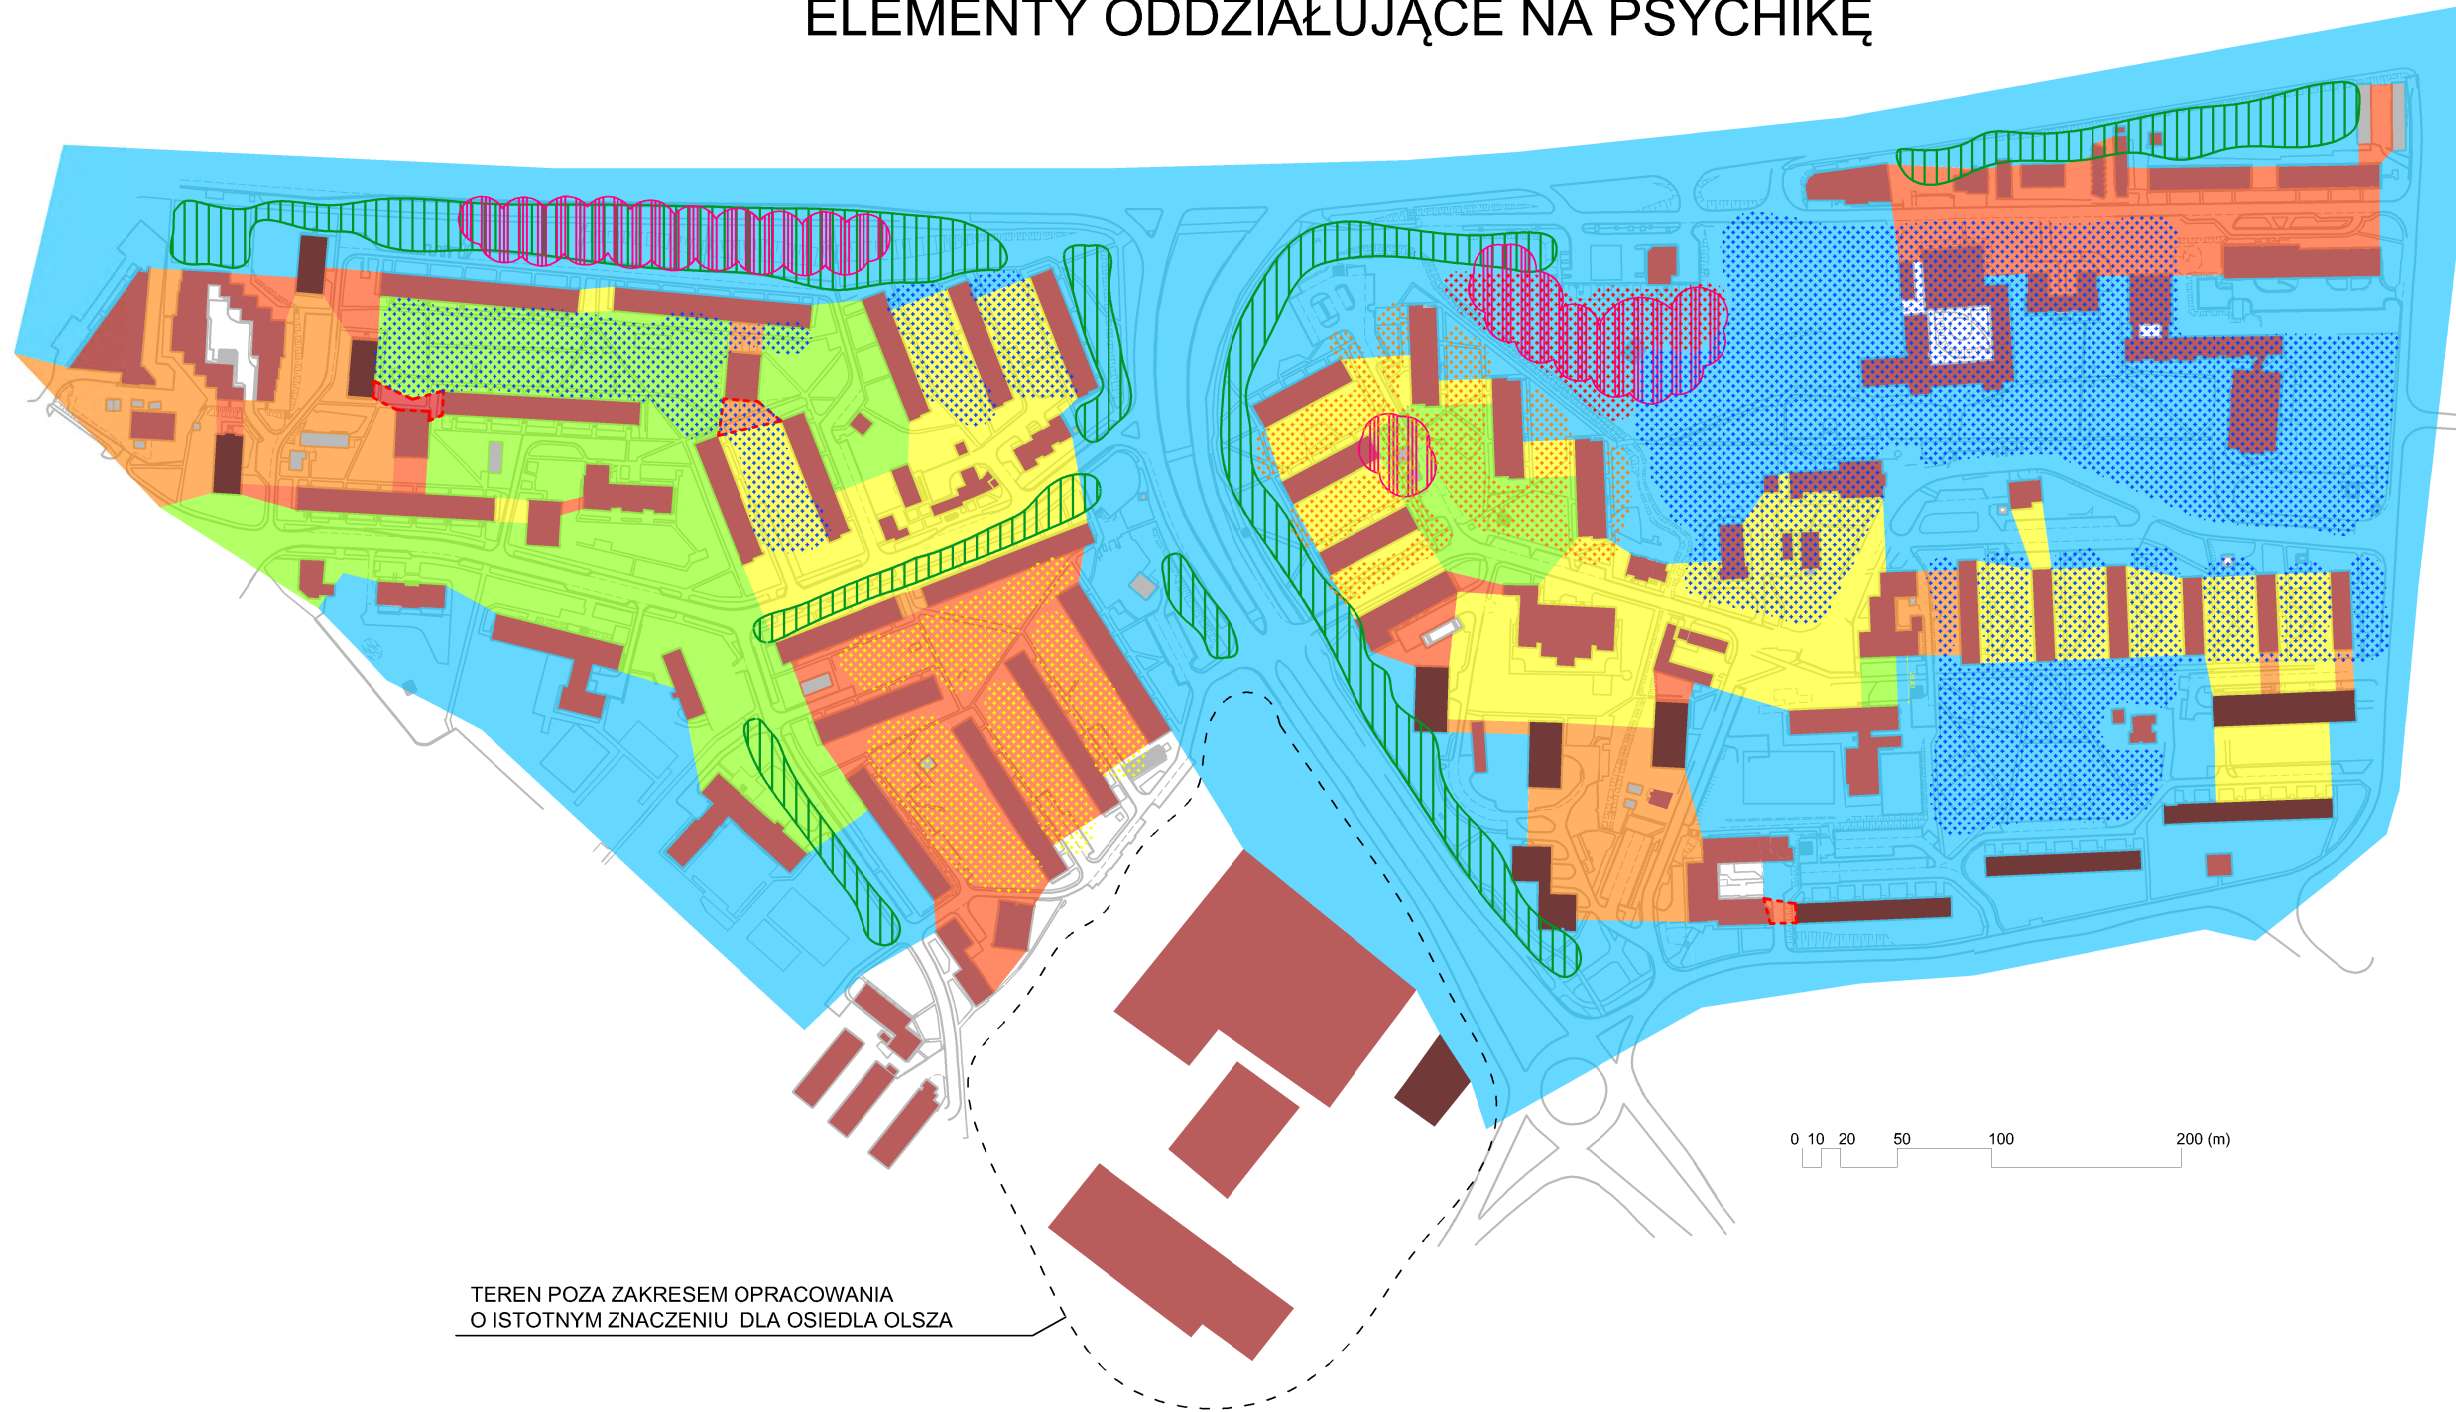 ELEMENTY ODDZIAŁUJĄCE NA PSYCHIKĘ
0 10 20 50 100 200 (m)
TEREN POZA ZAKRESEM OPRACOWANIA
O ISTOTNYM ZNACZENIU DLA OSIEDLA OLSZA